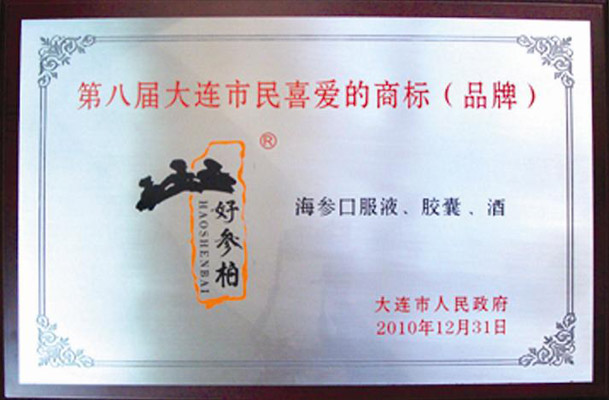 第八届大连市民喜爱的商标（品牌）
®
好参柏
HAOSHENBAI
海参口服液、胶囊、酒
大连市人民政府
2010年12月31日